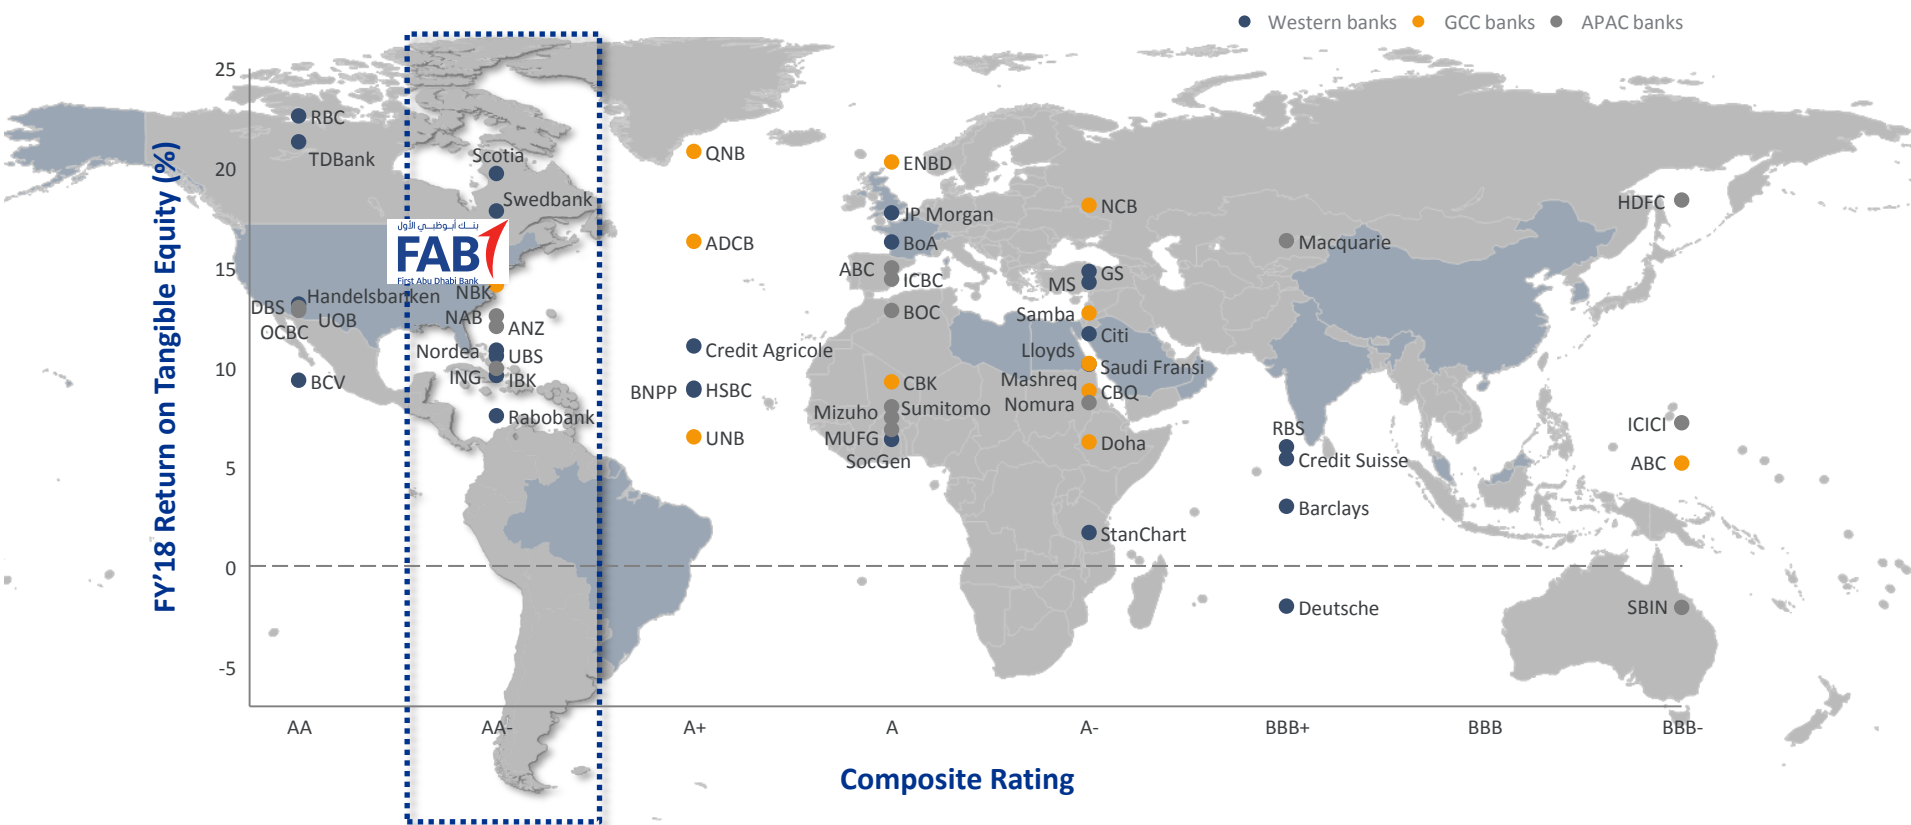 Western banks
GCC banks
APAC banks
FY'18 Return on Tangible Equity (%)
25
20
15
10
5
0
-5
RBC
TDBank
Scotia
Swedbank
بنك أبوظبي الأول
FAB
First Abu Dhabi Bank
NBK
DBS
Handelsbanken
UOB
OCBC
BCV
NAB
ANZ
Nordea
UBS
ING
IBK
Rabobank
QNB
ADCB
Credit Agricole
BNPP
HSBC
UNB
ENBD
JP Morgan
BoA
ABC
ICBC
BOC
CBK
Mizuho
Sumitomo
MUFG
SocGen
NCB
GS
MS
Samba
Citi
Lloyds
Saudi Fransi
Mashreq
CBQ
Nomura
Doha
StanChart
Macquarie
RBS
Credit Suisse
Barclays
Deutsche
HDFC
ICICI
ABC
SBIN
AA
AA-
A+
A
A-
BBB+
BBB
BBB-
Composite Rating